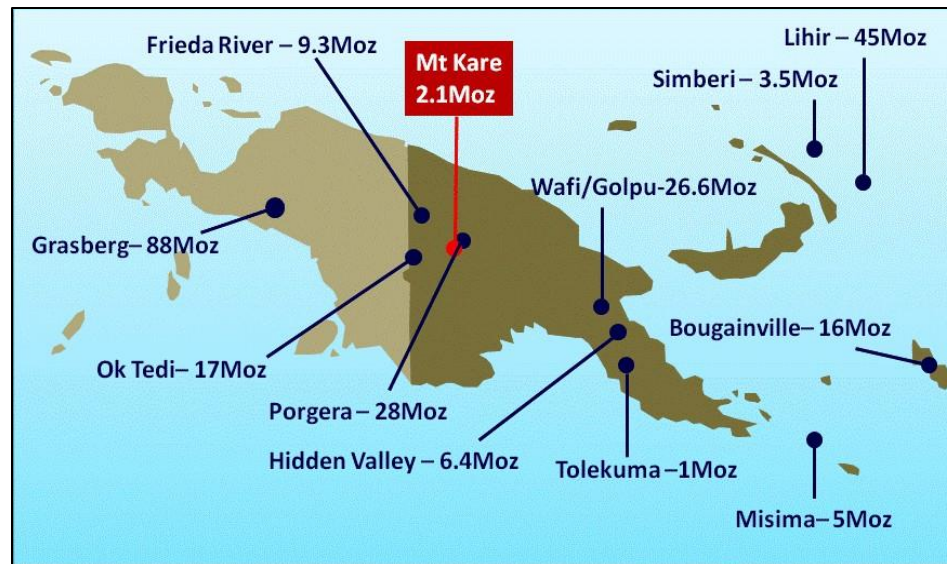 Lihir – 45Moz
Frieda River – 9.3Moz
Mt Kare
2.1Moz
Simberi – 3.5Moz
Wafi/Golpu-26.6Moz
Grasberg– 88Moz
Bougainville– 16Moz
Ok Tedi– 17Moz
Porgera – 28Moz
Hidden Valley – 6.4Moz
Tolekuma –1Moz
Misima– 5Moz